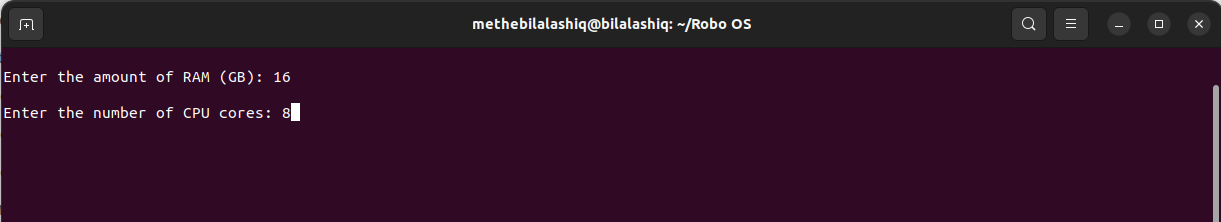 methebilalashiq@bilalashiq: ~/Robo OS
Enter the amount of RAM (GB): 16
Enter the number of CPU cores: 8